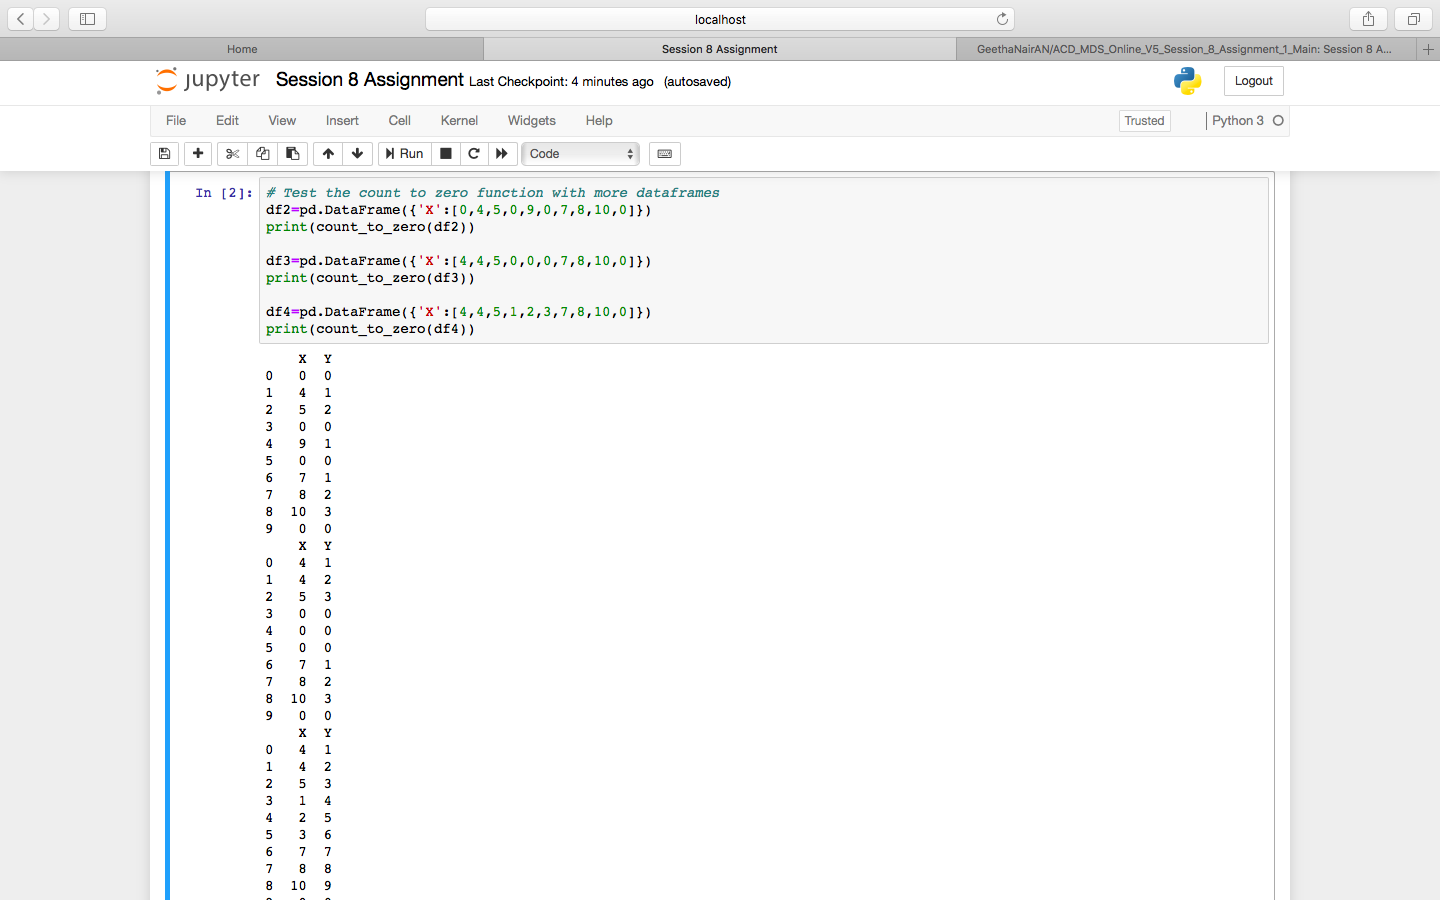 localhost
Home
Session 8 Assignment
GeethaNairAN/ACD_MDS_Online_V5_Session_8_Assignment_1_Main: Session 8 A...
jupyter Session 8 Assignment Last Checkpoint: 4 minutes ago (autosaved)
Logout
File Edit View Insert Cell Kernel Widgets Help
Trusted
Python 3
Run
Code
In [2]:
# Test the count to zero function with more dataframes
df2=pd.DataFrame({'X':[0,4,5,0,9,0,7,8,10,0]})
print(count_to_zero(df2))
df3=pd.DataFrame({'X':[4,4,5,0,0,0,7,8,10,0]})
print(count_to_zero(df3))
df4=pd.DataFrame({'X':[4,4,5,1,2,3,7,8,10,0]})
print(count_to_zero(df4))
X Y
0 0 0
1 4 1
2 5 2
3 0 0
4 9 1
5 0 0
6 7 1
7 8 2
8 10 3
9 0 0
X Y
0 4 1
1 4 2
2 5 3
3 0 0
4 0 0
5 0 0
6 7 1
7 8 2
8 10 3
9 0 0
X Y
0 4 1
1 4 2
2 5 3
3 1 4
4 2 5
5 3 6
6 7 7
7 8 8
8 10 9